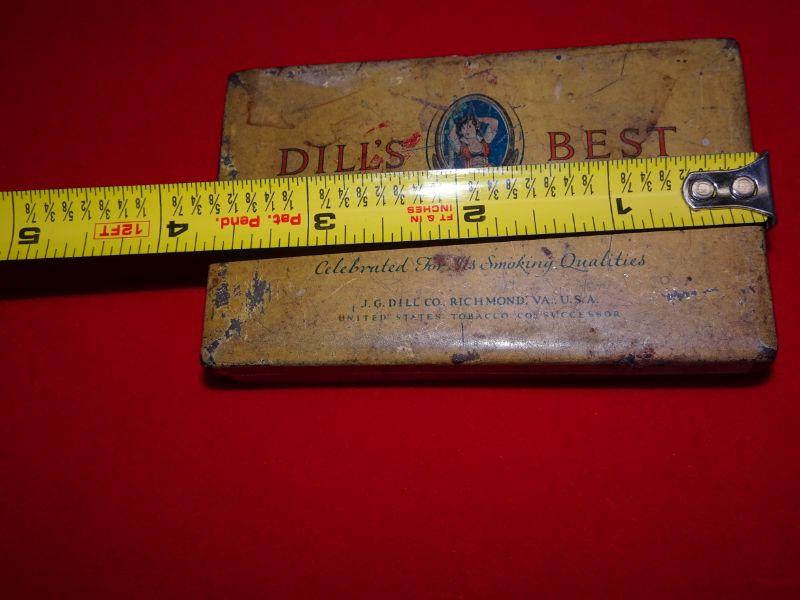 DILL'S BEST
5 12FT 4 Pat. Pend. 3 FT & IN INCHES 2 1
Celebrated For Its Smoking Qualities
J. G. DILL CO. RICHMOND, VA., U.S.A.
UNITED STATES TOBACCO CO. SUCCESSOR